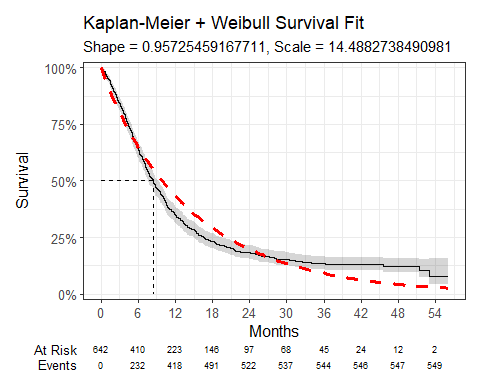 Kaplan-Meier + Weibull Survival Fit
Shape = 0.95725459167711, Scale = 14.4882738490981
100%
75%
50%
25%
0%
Survival
0 6 12 18 24 30 36 42 48 54
Months
At Risk 642 410 223 146 97 68 45 24 12 2
Events 0 232 418 491 522 537 544 546 547 549